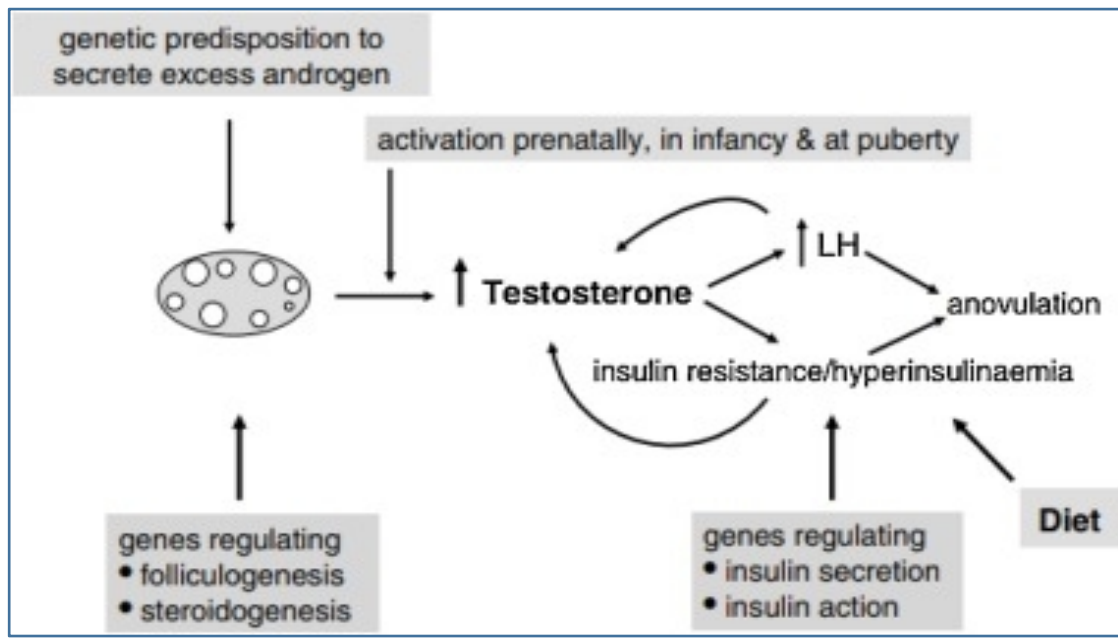 genetic predisposition to
secrete excess androgen
activation prenatally, in infancy & at puberty
LH
Testosterone
anovulation
insulin resistance/hyperinsulinaemia
Diet
genes regulating
• folliculogenesis
• steroidogenesis
genes regulating
• insulin secretion
• insulin action